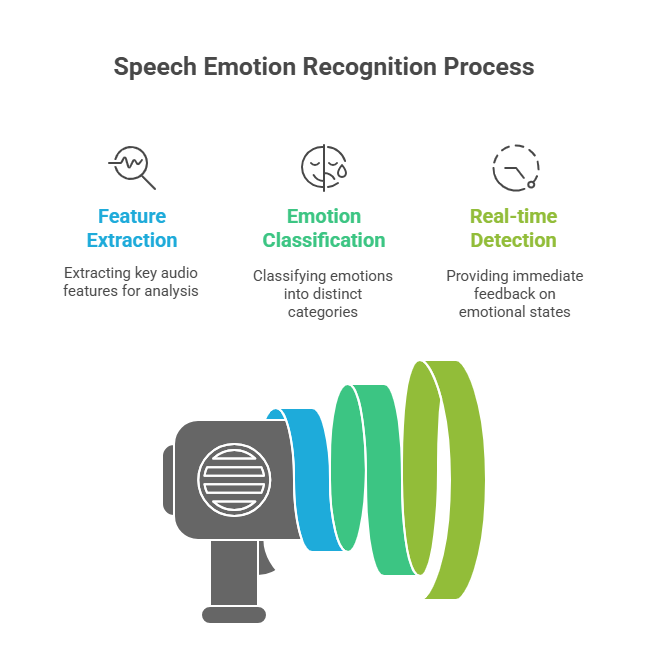 Speech Emotion Recognition Process
Feature
Extraction
Extracting key audio
features for analysis
Emotion
Classification
Classifying emotions
into distinct
categories
Real-time
Detection
Providing immediate
feedback on
emotional states